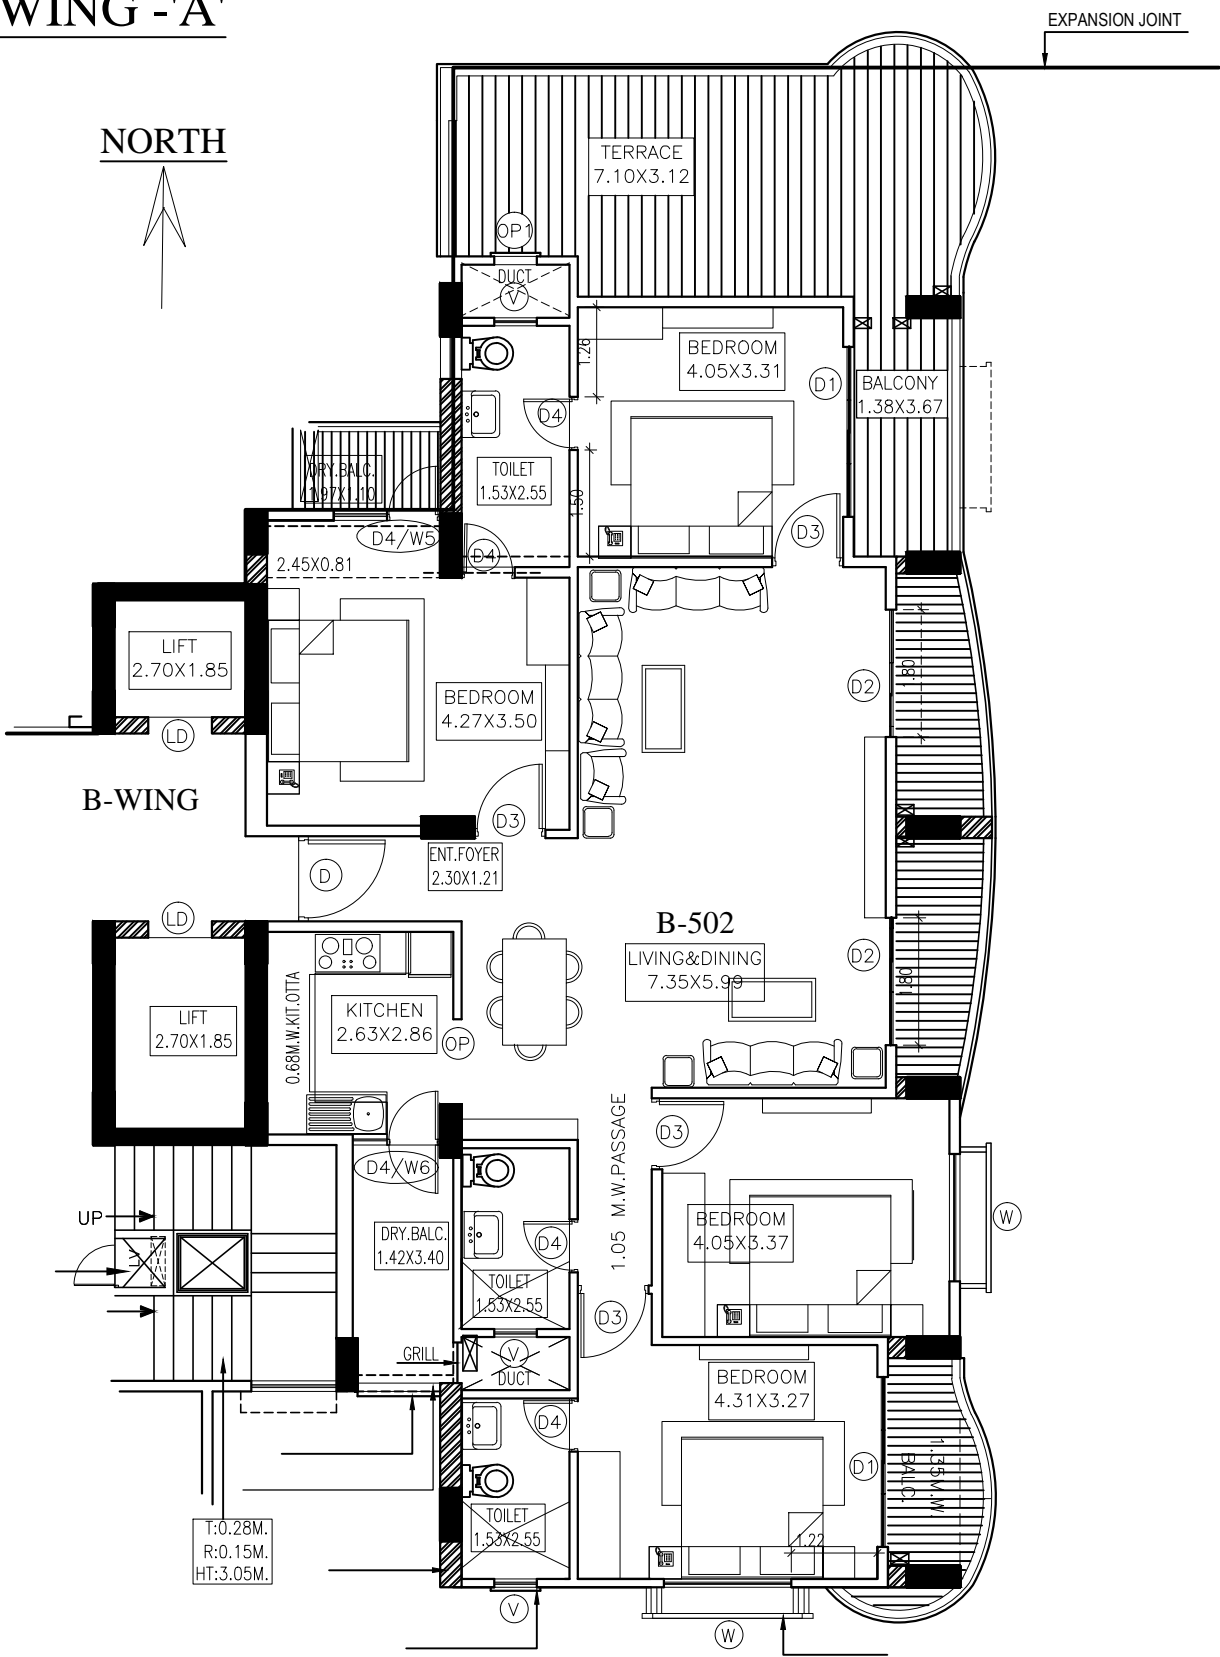 WING -'A'
EXPANSION JOINT
NORTH
TERRACE
7.10X3.12
OP1
DUCT
V
1.26
BEDROOM
4.05X3.31
D1
BALCONY
1.38X3.67
D4
TOILET
1.53X2.55
DRY.BALC.
1.97X1.10
1.50
D4/W5
D4
D3
2.45X0.81
LIFT
2.70X1.85
BEDROOM
4.27X3.50
D2
1.80
LD
B-WING
D3
ENT.FOYER
2.30X1.21
D
LD
B-502
LIVING&DINING
7.35X5.99
D2
1.80
0.68M.W.KIT.OTTA
KITCHEN
2.63X2.86
OP
LIFT
2.70X1.85
1.05 M.W.PASSAGE
D3
D4/W6
UP
LV
DRY.BALC.
1.42X3.40
D4
BEDROOM
4.05X3.37
W
TOILET
1.53X2.55
D3
GRILL
V
DUCT
BEDROOM
4.31X3.27
D4
D1
1.35M.W.
BALC.
T:0.28M.
R:0.15M.
HT:3.05M.
TOILET
1.53X2.55
1.22
V
W